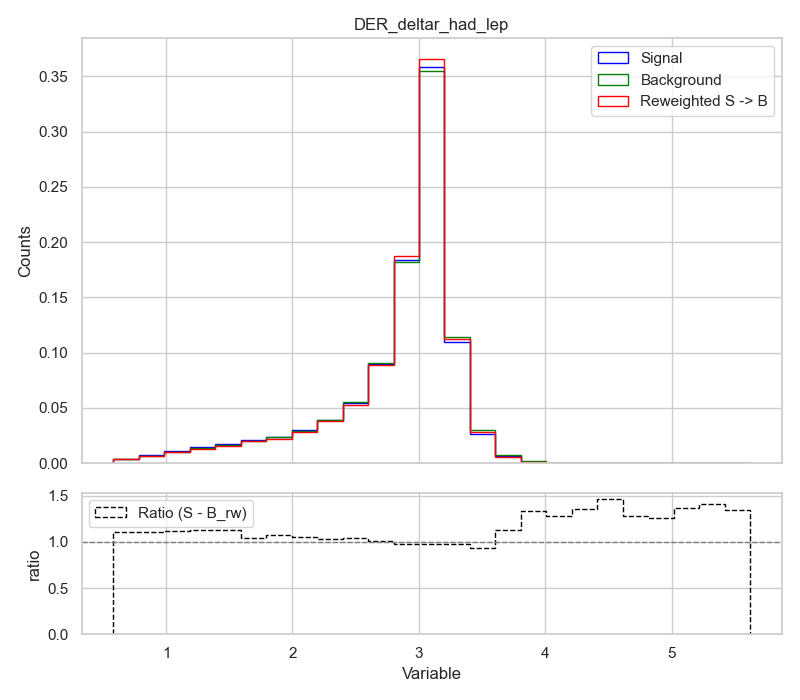 DER_deltar_had_lep
Signal
Background
Reweighted S -> B
Counts
0.35
0.30
0.25
0.20
0.15
0.10
0.05
0.00
Ratio (S - B_rw)
ratio
1.5
1.0
0.5
0.0
1 2 3 4 5
Variable